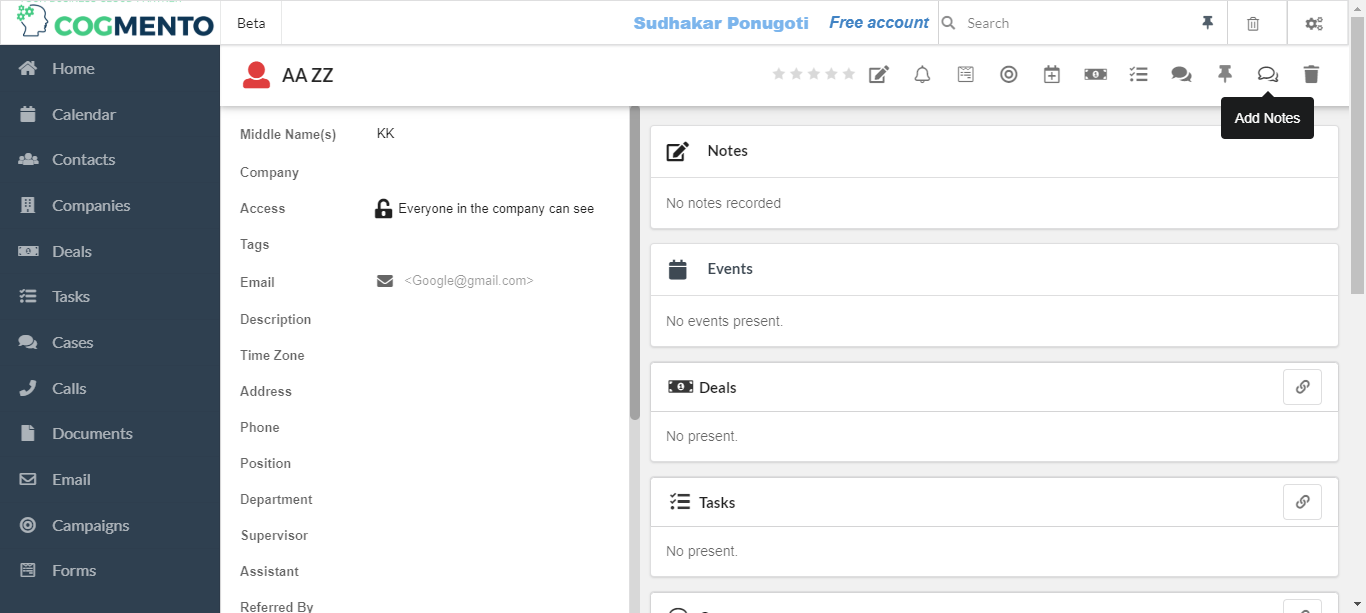 COGMENTO
Beta
Sudhakar Ponugoti
Free account
Search
Home
Calendar
Contacts
Companies
Deals
Tasks
Cases
Calls
Documents
Email
Campaigns
Forms
AA ZZ
Add Notes
Middle Name(s) KK
Company
Access Everyone in the company can see
Tags
Email <Google@gmail.com>
Description
Time Zone
Address
Phone
Position
Department
Supervisor
Assistant
Referred By
Notes
No notes recorded
Events
No events present.
Deals
No present.
Tasks
No present.